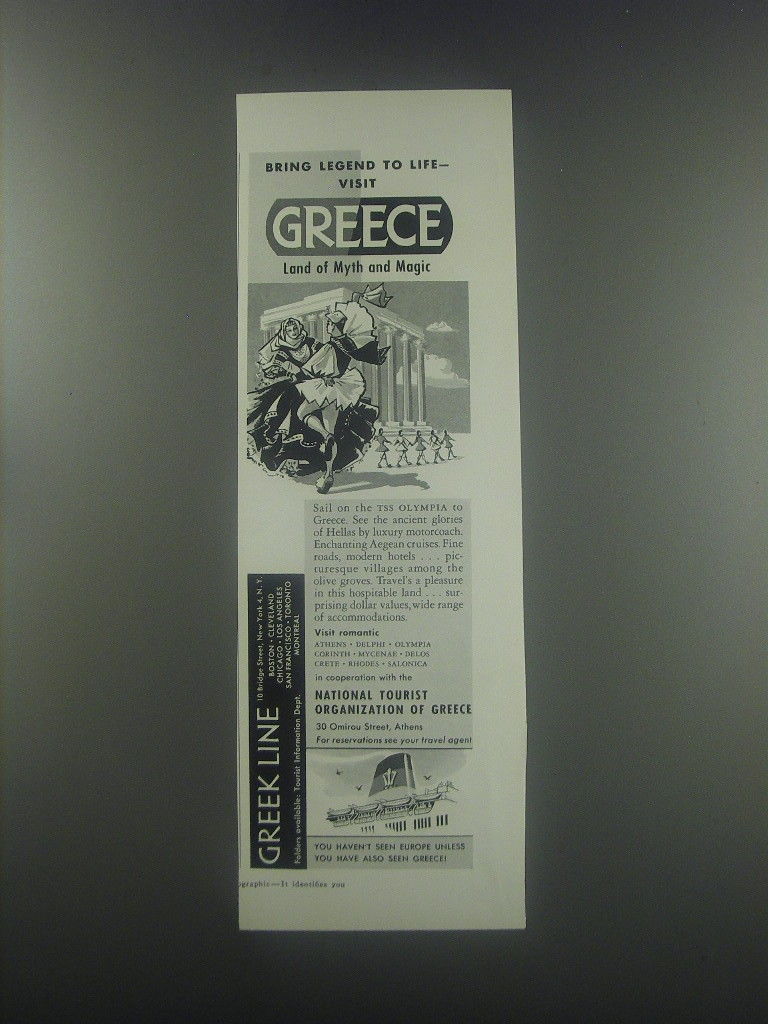 BRING LEGEND TO LIFE—
VISIT
GREECE
Land of Myth and Magic
Sail on the TSS OLYMPIA to
Greece. See the ancient glories
of Hellas by luxury motorcoach.
Enchanting Aegean cruises. Fine
roads, modern hotels . . . pic-
turesque villages among the
olive groves. Travel's a pleasure
in this hospitable land . . . sur-
prising dollar values, wide range
of accommodations.
Visit romantic
ATHENS • DELPHI • OLYMPIA
CORINTH • MYCENAE • DELOS
CRETE • RHODES • SALONICA
in cooperation with the
NATIONAL TOURIST
ORGANIZATION OF GREECE
30 Omirou Street, Athens
For reservations see your travel agent
GREEK LINE
10 Bridge Street, New York 4, N. Y.
BOSTON • CLEVELAND
CHICAGO • LOS ANGELES
SAN FRANCISCO • TORONTO
MONTREAL
Folders available: Tourist Information Dept.
YOU HAVEN'T SEEN EUROPE UNLESS
YOU HAVE ALSO SEEN GREECE!
ographic—It identifies you